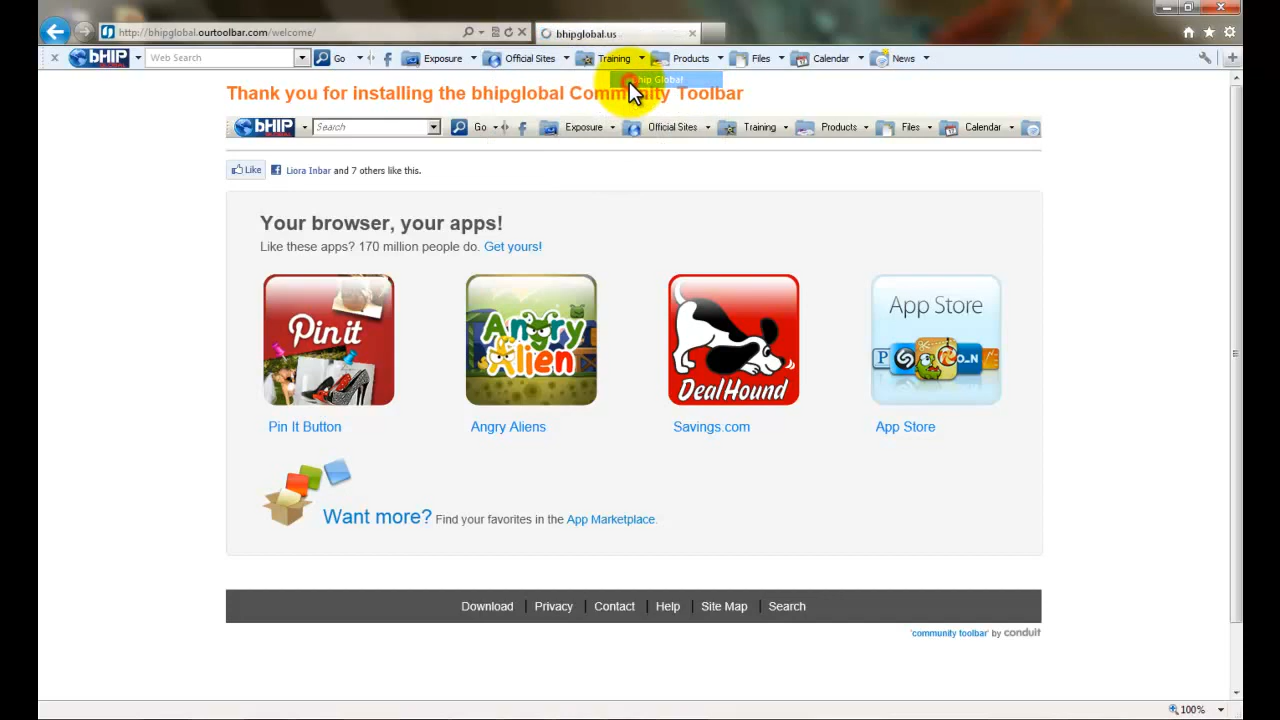 http://bhipglobal.ourtoolbar.com/welcome/
bhipglobal.us
bHIP GLOBAL Web Search Go Exposure Official Sites Training Products Files Calendar News
hip Global
Thank you for installing the bhipglobal Community Toolbar
bHIP GLOBAL Search Go Exposure Official Sites Training Products Files Calendar
Like Liora Inbar and 7 others like this.
Your browser, your apps!
Like these apps? 170 million people do. Get yours!
Pin it
Angry Alien
DealHound
App Store
Pin It Button
Angry Aliens
Savings.com
App Store
Want more? Find your favorites in the App Marketplace.
Download | Privacy | Contact | Help | Site Map | Search
'community toolbar' by conduit
100%